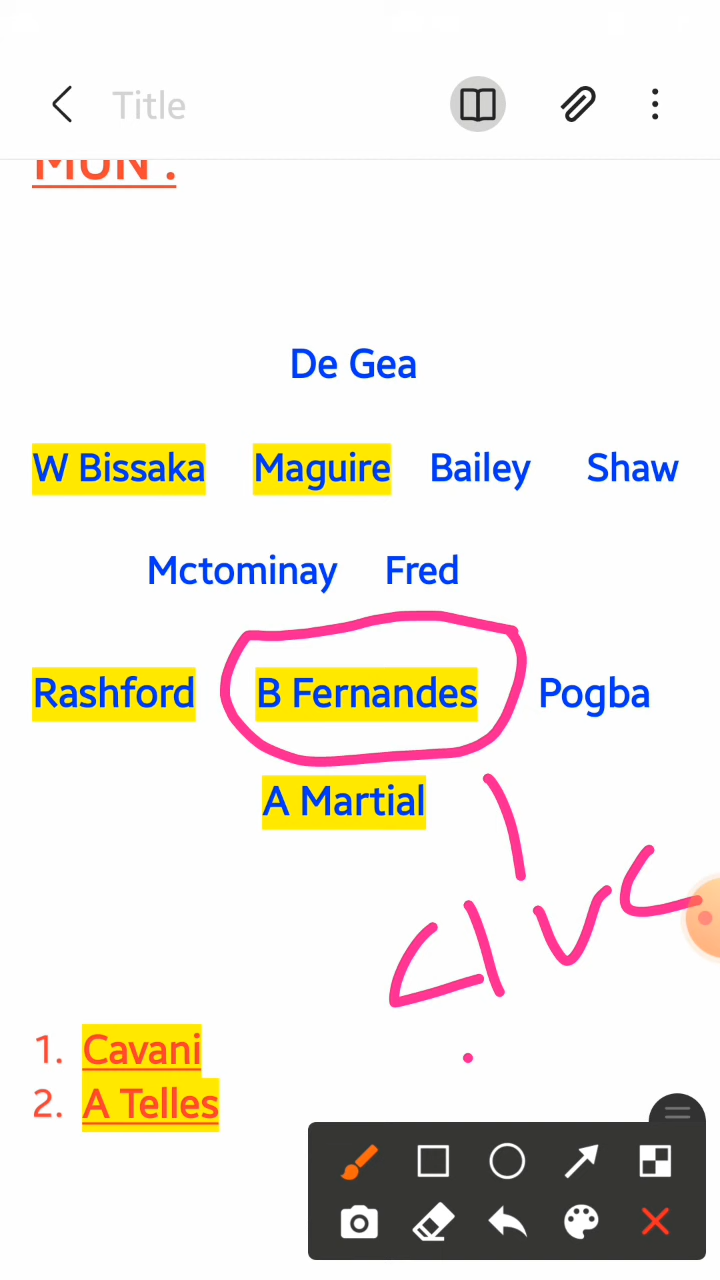 Title
MUN :
De Gea
W Bissaka Maguire Bailey Shaw
Mctominay Fred
Rashford B Fernandes Pogba
A Martial
1. Cavani
2. A Telles